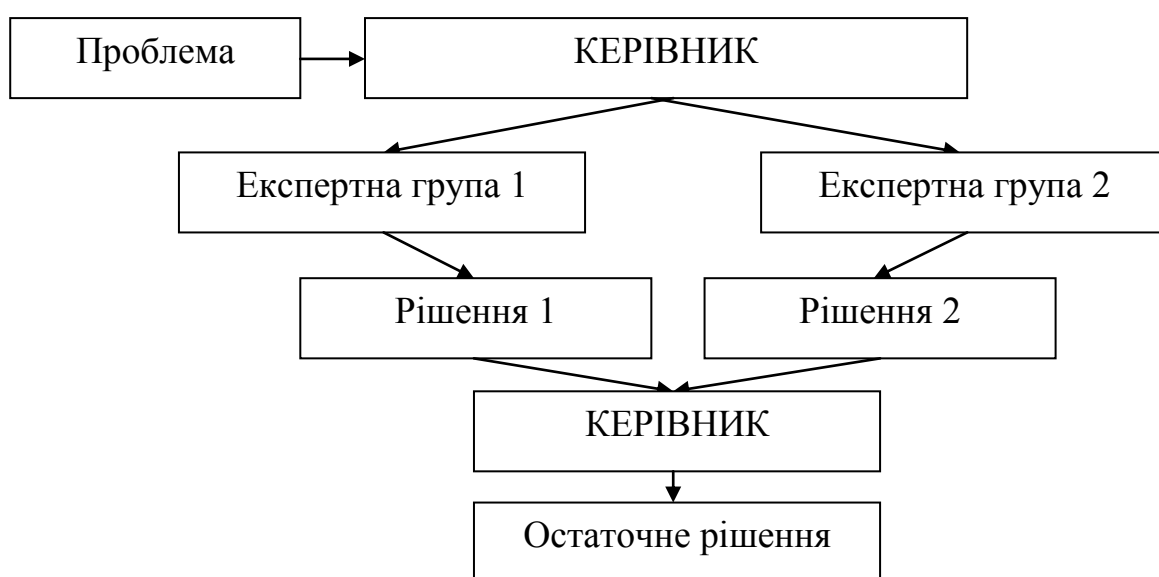 Проблема
КЕРІВНИК
Експертна група 1
Експертна група 2
Рішення 1
Рішення 2
КЕРІВНИК
Остаточне рішення